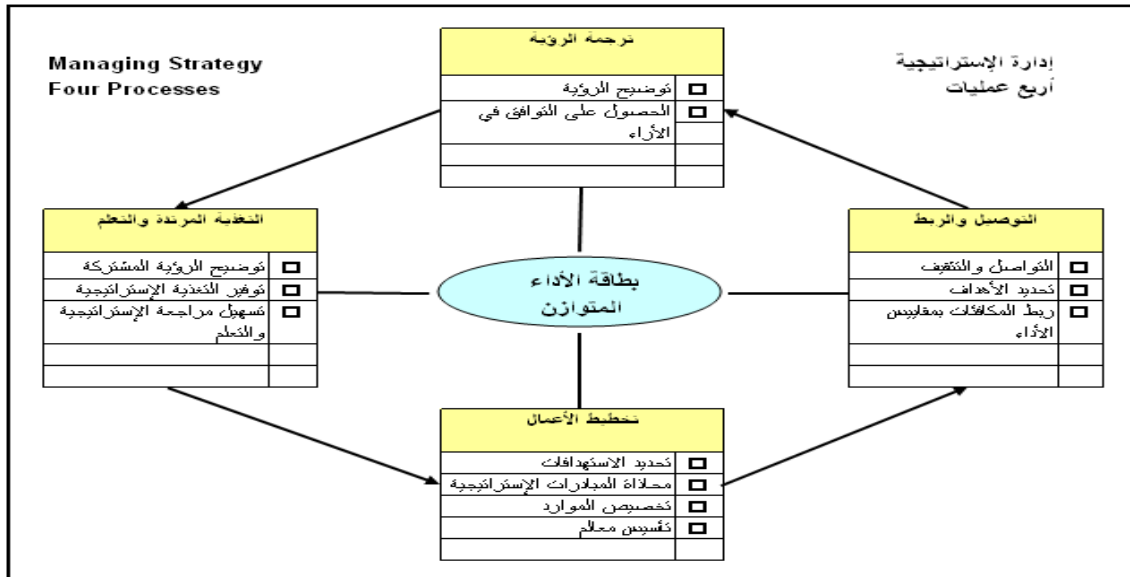 Managing Strategy
Four Processes
إدارة الإستراتيجية
أربع عمليات
ترجمة الرؤية
توضيح الرؤية
الحصول على التوافق في
الأراء
التوصيل والربط
التواصل والتثقيف
تحديد الأهداف
ربط المكافئات بمقاييس
الأداء
بطاقة الأداء
المتوازن
التغذية المرتدة والتعلم
توضيح الرؤية المشتركة
توفير التغذية الإستراتيجية
تسهيل مراجعة الإستراتيجية
والتعلم
تخطيط الأعمال
تحديد الاستهدافات
محاذاة المبادرات الإستراتيجية
تخصيص الموارد
تأسيس معالم